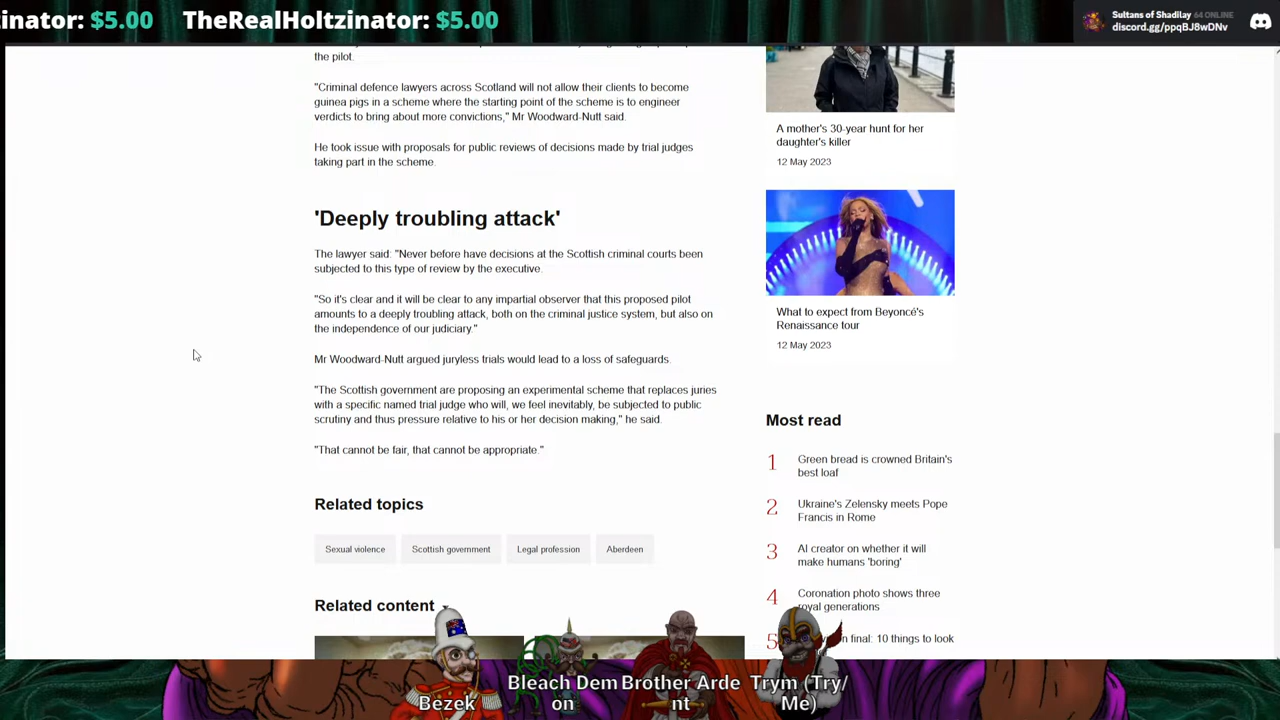 inator: $5.00 TheRealHoltzinator: $5.00
Sultans of Shadilay 64 ONLINE
discord.gg/ppqBJ8wDNv
the pilot.
"Criminal defence lawyers across Scotland will not allow their clients to become
guinea pigs in a scheme where the starting point of the scheme is to engineer
verdicts to bring about more convictions," Mr Woodward-Nutt said.
He took issue with proposals for public reviews of decisions made by trial judges
taking part in the scheme.
'Deeply troubling attack'
The lawyer said: "Never before have decisions at the Scottish criminal courts been
subjected to this type of review by the executive.
"So it's clear and it will be clear to any impartial observer that this proposed pilot
amounts to a deeply troubling attack, both on the criminal justice system, but also on
the independence of our judiciary."
Mr Woodward-Nutt argued juryless trials would lead to a loss of safeguards.
"The Scottish government are proposing an experimental scheme that replaces juries
with a specific named trial judge who will, we feel inevitably, be subjected to public
scrutiny and thus pressure relative to his or her decision making," he said.
"That cannot be fair, that cannot be appropriate."
Related topics
Sexual violence
Scottish government
Legal profession
Aberdeen
Related content
A mother's 30-year hunt for her
daughter's killer
12 May 2023
What to expect from Beyoncé's
Renaissance tour
12 May 2023
Most read
1 Green bread is crowned Britain's
best loaf
2 Ukraine's Zelensky meets Pope
Francis in Rome
3 AI creator on whether it will
make humans 'boring'
4 Coronation photo shows three
royal generations
5 final: 10 things to look
Bezek
Bleach Dem
on
Brother Arde
nt
Trym (Try/
Me)